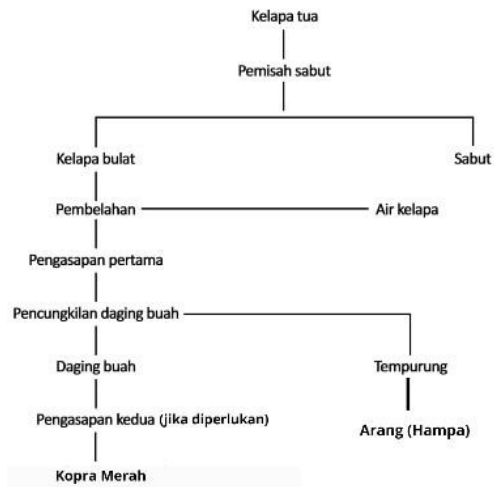 Kelapa tua
Pemisah sabut
Kelapa bulat
Sabut
Pembelahan
Air kelapa
Pengasapan pertama
Pencungkilan daging buah
Daging buah
Tempurung
Pengasapan kedua (jika diperlukan)
Arang (Hampa)
Kopra Merah